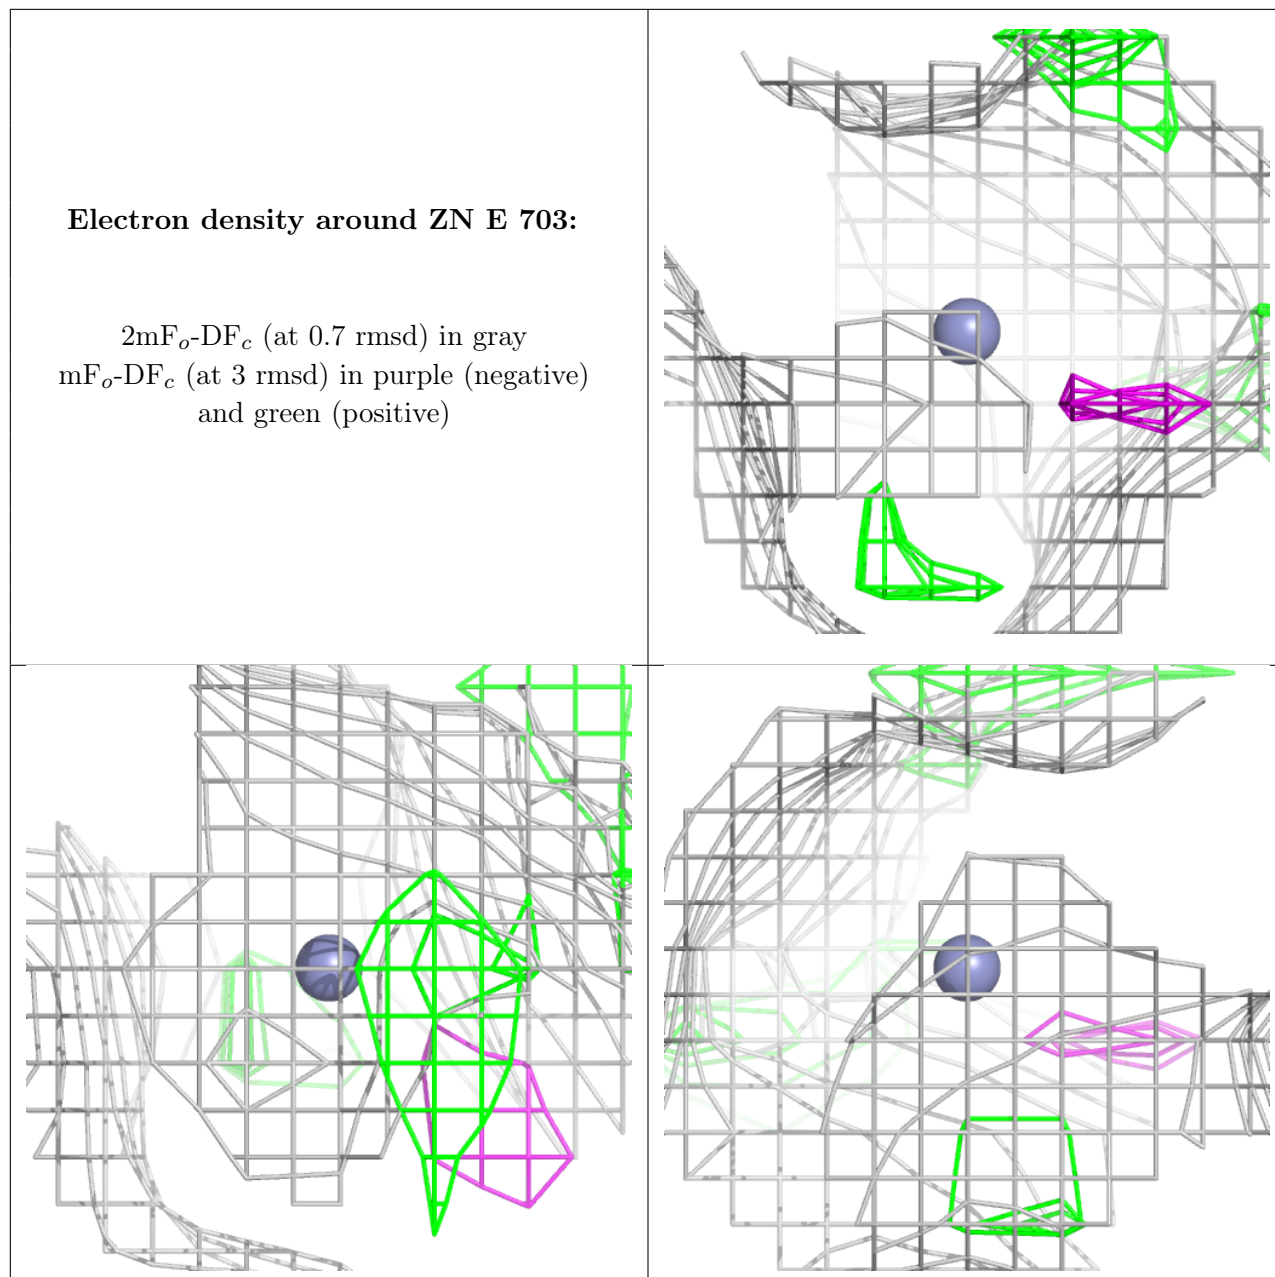 Electron density around ZN E 703:
2mFₒ-DF𝒸 (at 0.7 rmsd) in gray
mFₒ-DF𝒸 (at 3 rmsd) in purple (negative)
and green (positive)